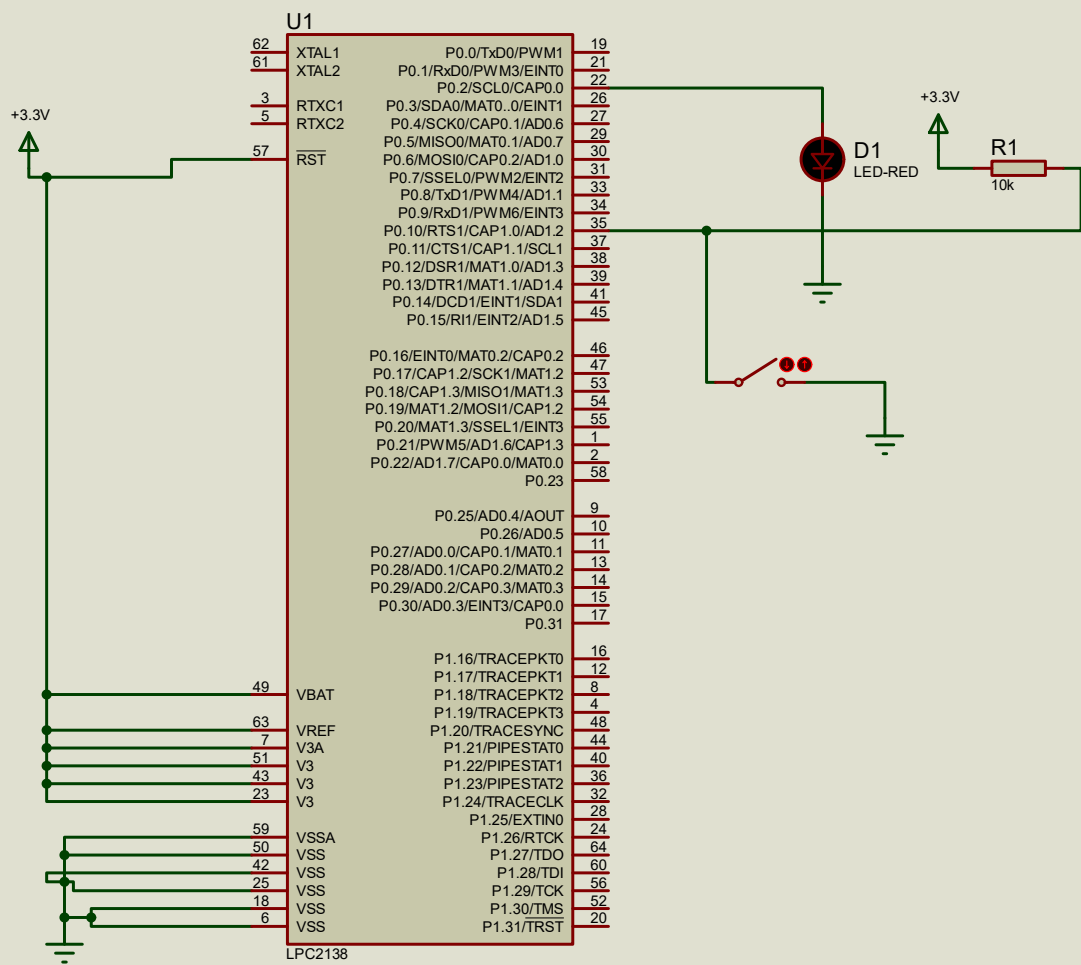 U1
62 XTAL1 P0.0/TxD0/PWM1 19
61 XTAL2 P0.1/RxD0/PWM3/EINT0 21
P0.2/SCL0/CAP0.0 22
3 RTXC1 P0.3/SDA0/MAT0..0/EINT1 26
5 RTXC2 P0.4/SCK0/CAP0.1/AD0.6 27
P0.5/MISO0/MAT0.1/AD0.7 29
57 RST P0.6/MOSI0/CAP0.2/AD1.0 30
P0.7/SSEL0/PWM2/EINT2 31
P0.8/TxD1/PWM4/AD1.1 33
P0.9/RxD1/PWM6/EINT3 34
P0.10/RTS1/CAP1.0/AD1.2 35
P0.11/CTS1/CAP1.1/SCL1 37
P0.12/DSR1/MAT1.0/AD1.3 38
P0.13/DTR1/MAT1.1/AD1.4 39
P0.14/DCD1/EINT1/SDA1 41
P0.15/RI1/EINT2/AD1.5 45
P0.16/EINT0/MAT0.2/CAP0.2 46
P0.17/CAP1.2/SCK1/MAT1.2 47
P0.18/CAP1.3/MISO1/MAT1.3 53
P0.19/MAT1.2/MOSI1/CAP1.2 54
P0.20/MAT1.3/SSEL1/EINT3 55
P0.21/PWM5/AD1.6/CAP1.3 1
P0.22/AD1.7/CAP0.0/MAT0.0 2
P0.23 58
P0.25/AD0.4/AOUT 9
P0.26/AD0.5 10
P0.27/AD0.0/CAP0.1/MAT0.1 11
P0.28/AD0.1/CAP0.2/MAT0.2 13
P0.29/AD0.2/CAP0.3/MAT0.3 14
P0.30/AD0.3/EINT3/CAP0.0 15
P0.31 17
P1.16/TRACEPKT0 16
P1.17/TRACEPKT1 12
49 VBAT P1.18/TRACEPKT2 8
P1.19/TRACEPKT3 4
63 VREF P1.20/TRACESYNC 48
7 V3A P1.21/PIPESTAT0 44
51 V3 P1.22/PIPESTAT1 40
43 V3 P1.23/PIPESTAT2 36
23 V3 P1.24/TRACECLK 32
P1.25/EXTIN0 28
59 VSSA P1.26/RTCK 24
50 VSS P1.27/TDO 64
42 VSS P1.28/TDI 60
25 VSS P1.29/TCK 56
18 VSS P1.30/TMS 52
6 VSS P1.31/TRST 20
LPC2138
+3.3V
D1
LED-RED
+3.3V
R1
10k